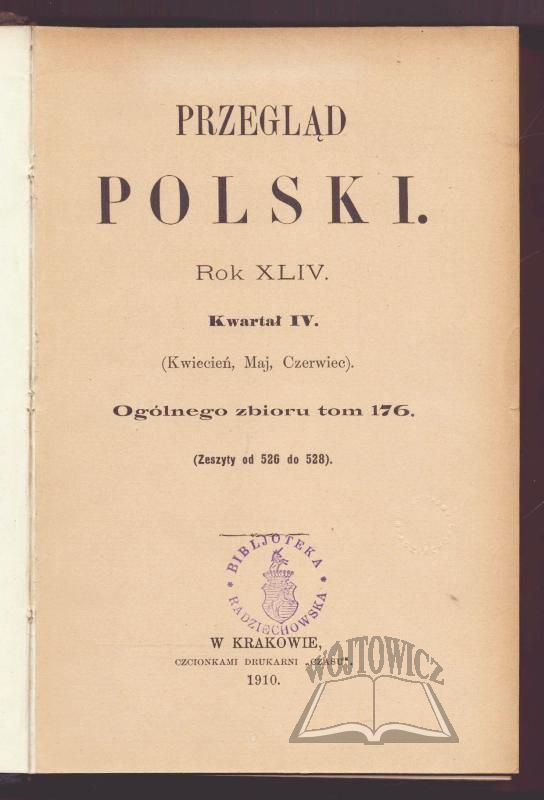 PRZEGLĄD
POLSKI.
Rok XLIV.
Kwartał IV.
(Kwiecień, Maj, Czerwiec).
Ogólnego zbioru tom 176.
(Zeszyty od 526 do 528).
* BIBLJOTEKA *
RADZIECHOWSKA
W KRAKOWIE,
CZCIONKAMI DRUKARNI „CZASU”.
1910.
WÓJTOWICZ